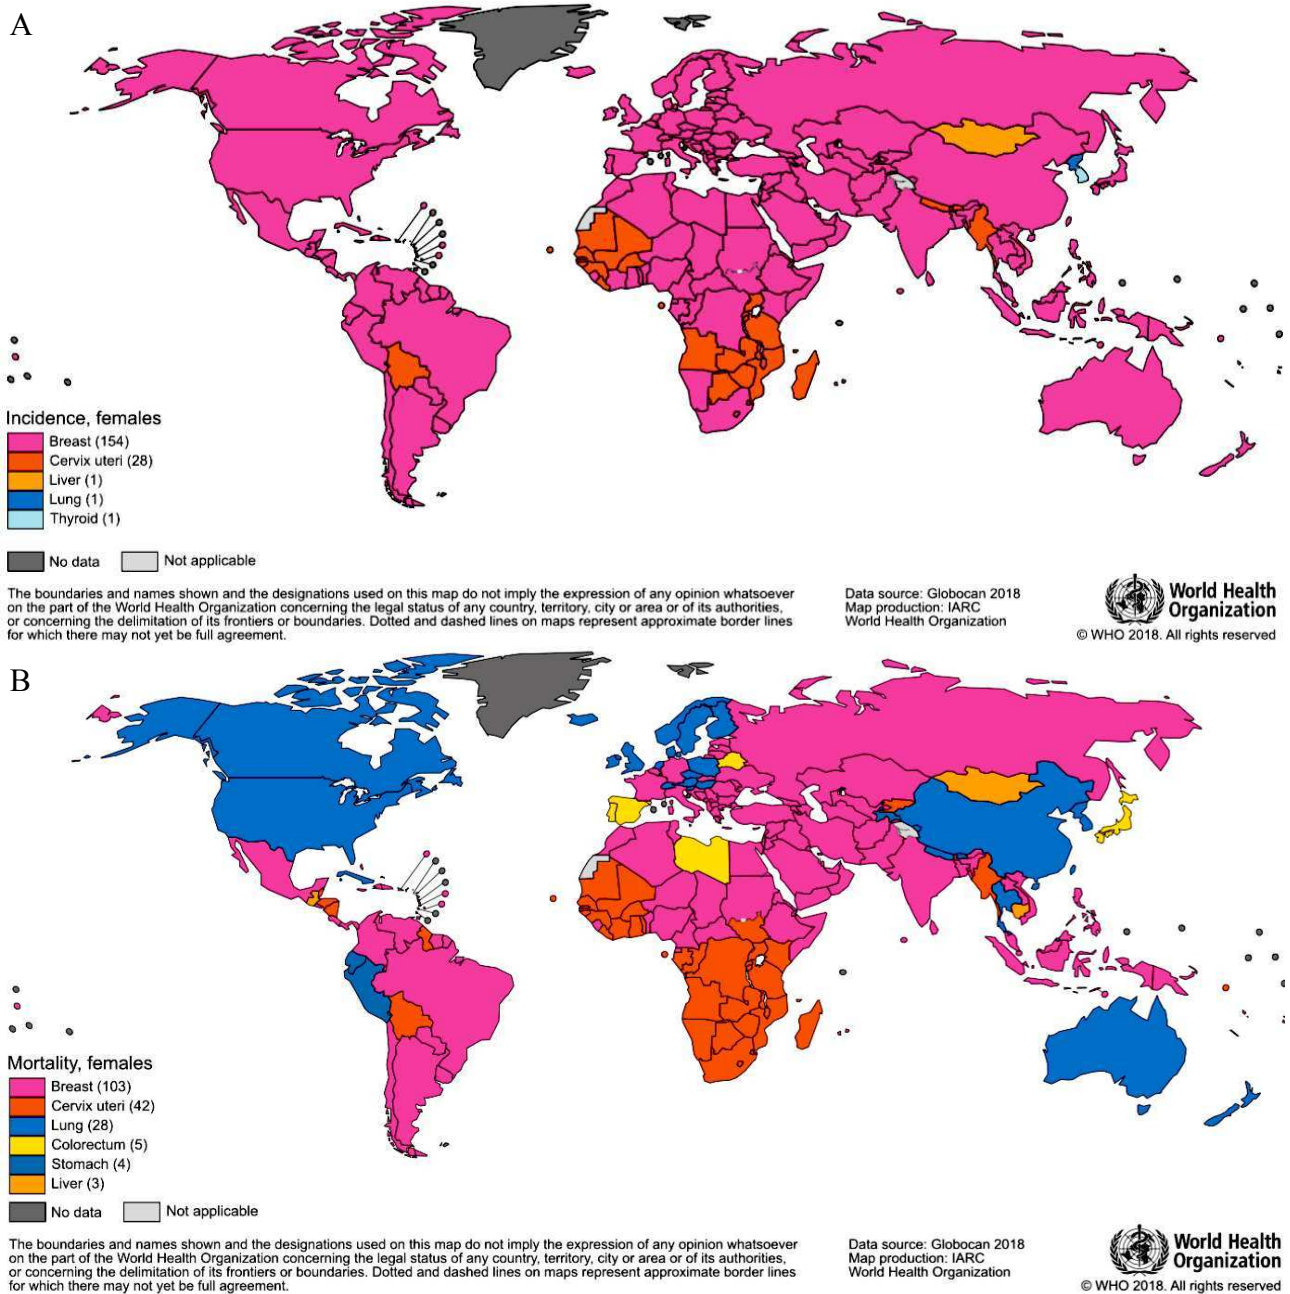 A
Incidence, females
Breast (154)
Cervix uteri (28)
Liver (1)
Lung (1)
Thyroid (1)
No data
Not applicable
The boundaries and names shown and the designations used on this map do not imply the expression of any opinion whatsoever
on the part of the World Health Organization concerning the legal status of any country, territory, city or area or of its authorities,
or concerning the delimitation of its frontiers or boundaries. Dotted and dashed lines on maps represent approximate border lines
for which there may not yet be full agreement.
Data source: Globocan 2018
Map production: IARC
World Health Organization
World Health
Organization
© WHO 2018. All rights reserved
B
Mortality, females
Breast (103)
Cervix uteri (42)
Lung (28)
Colorectum (5)
Stomach (4)
Liver (3)
No data
Not applicable
The boundaries and names shown and the designations used on this map do not imply the expression of any opinion whatsoever
on the part of the World Health Organization concerning the legal status of any country, territory, city or area or of its authorities,
or concerning the delimitation of its frontiers or boundaries. Dotted and dashed lines on maps represent approximate border lines
for which there may not yet be full agreement.
Data source: Globocan 2018
Map production: IARC
World Health Organization
World Health
Organization
© WHO 2018. All rights reserved